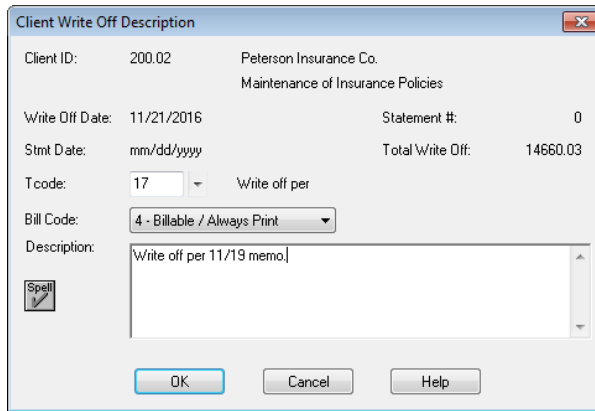 Client Write Off Description
Client ID: 200.02 Peterson Insurance Co.
Maintenance of Insurance Policies
Write Off Date: 11/21/2016 Statement #: 0
Stmt Date: mm/dd/yyyy Total Write Off: 14660.03
Tcode: 17 Write off per
Bill Code: 4 - Billable / Always Print
Description: Write off per 11/19 memo.
Spell
OK Cancel Help